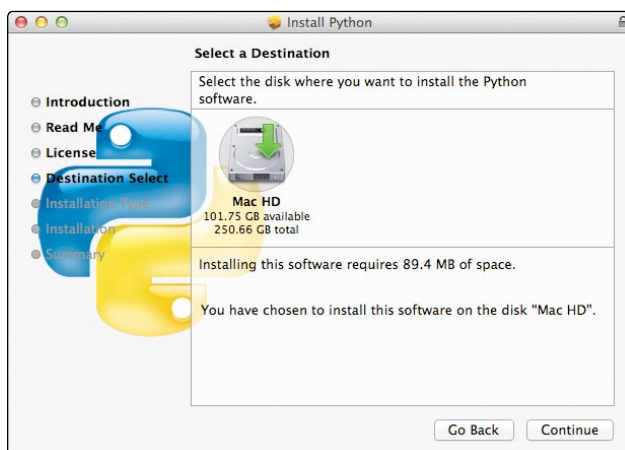 Install Python
Select a Destination
Introduction
Read Me
License
Destination Select
Installation Type
Installation
Summary
Select the disk where you want to install the Python
software.
Mac HD
101.75 GB available
250.66 GB total
Installing this software requires 89.4 MB of space.
You have chosen to install this software on the disk “Mac HD”.
Go Back
Continue